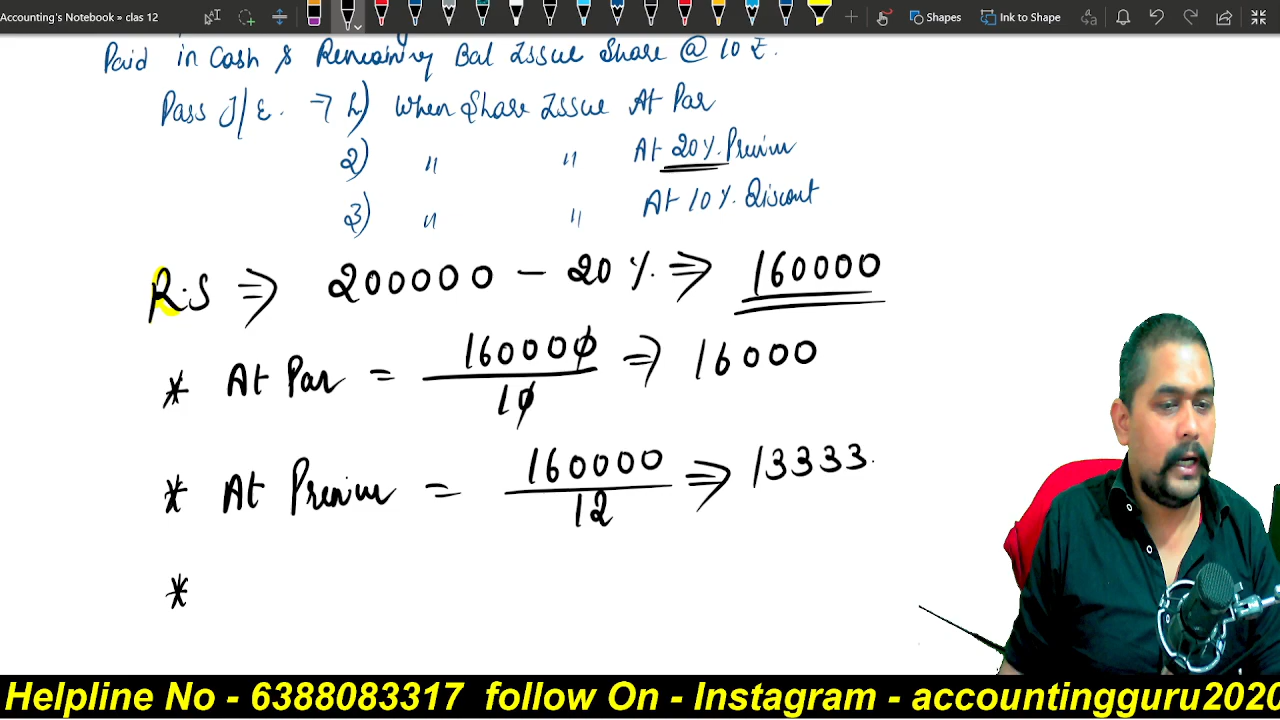 Accounting's Notebook » clas 12
Shapes
Ink to Shape
Paid in Cash & Remaining Bal Issue Share @ 10 ₹.
Pass J/E. → 1) When Share Issue At Par
2) " " At 20% Premium
3) " " At 10% Discount
R.S ⇒ 200000 - 20% ⇒ 160000
* At Par = 160000 ⇒ 16000
10
* At Premium = 160000 ⇒ 13333.
12
*
Helpline No - 6388083317 follow On - Instagram - accountingguru2020